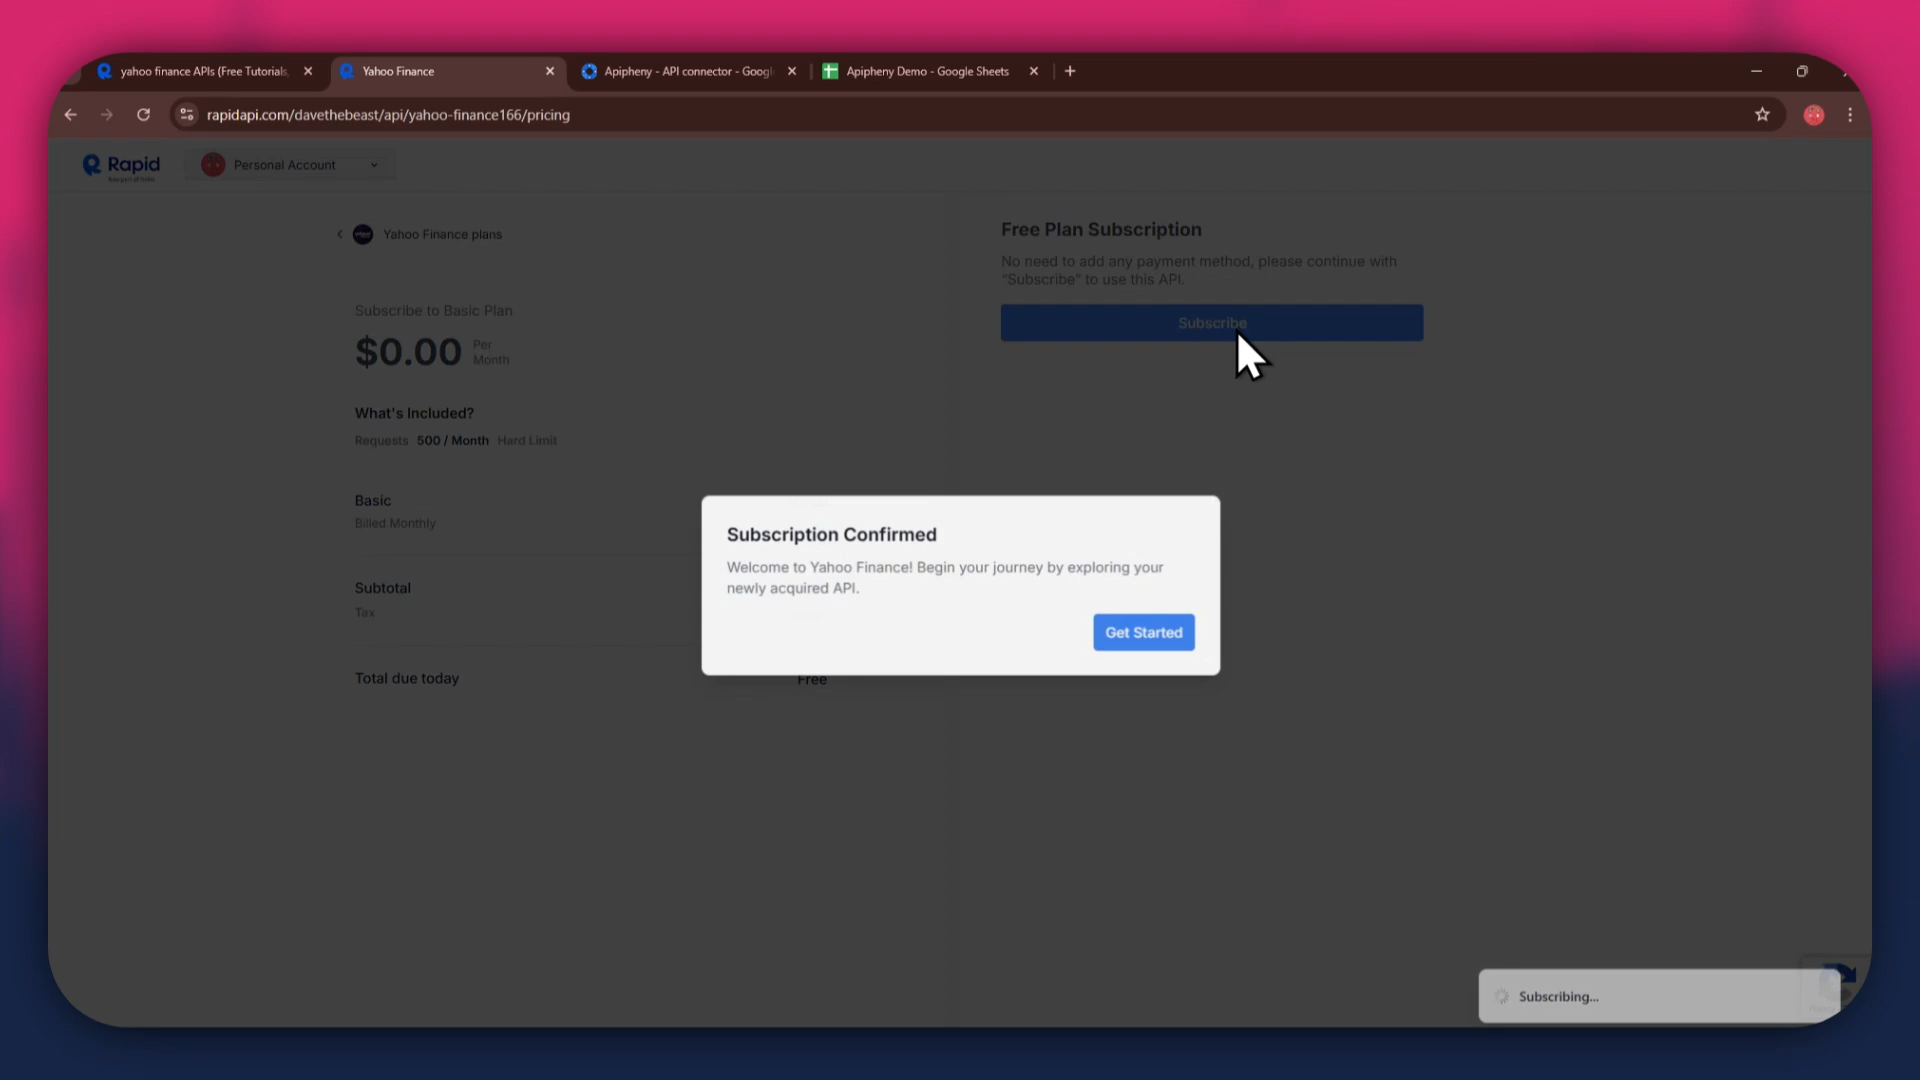 yahoo finance APIs (Free Tutorials,
Yahoo Finance
Apipheny - API connector - Googl
Apipheny Demo - Google Sheets
rapidapi.com/davethebeast/api/yahoo-finance166/pricing
Rapid
Personal Account
Yahoo Finance plans
Subscribe to Basic Plan
$0.00 Per Month
What's Included?
Requests 500 / Month Hard Limit
Basic
Billed Monthly
Subtotal
Tax
Total due today Free
Free Plan Subscription
No need to add any payment method, please continue with
"Subscribe" to use this API.
Subscribe
Subscription Confirmed
Welcome to Yahoo Finance! Begin your journey by exploring your
newly acquired API.
Get Started
Subscribing...